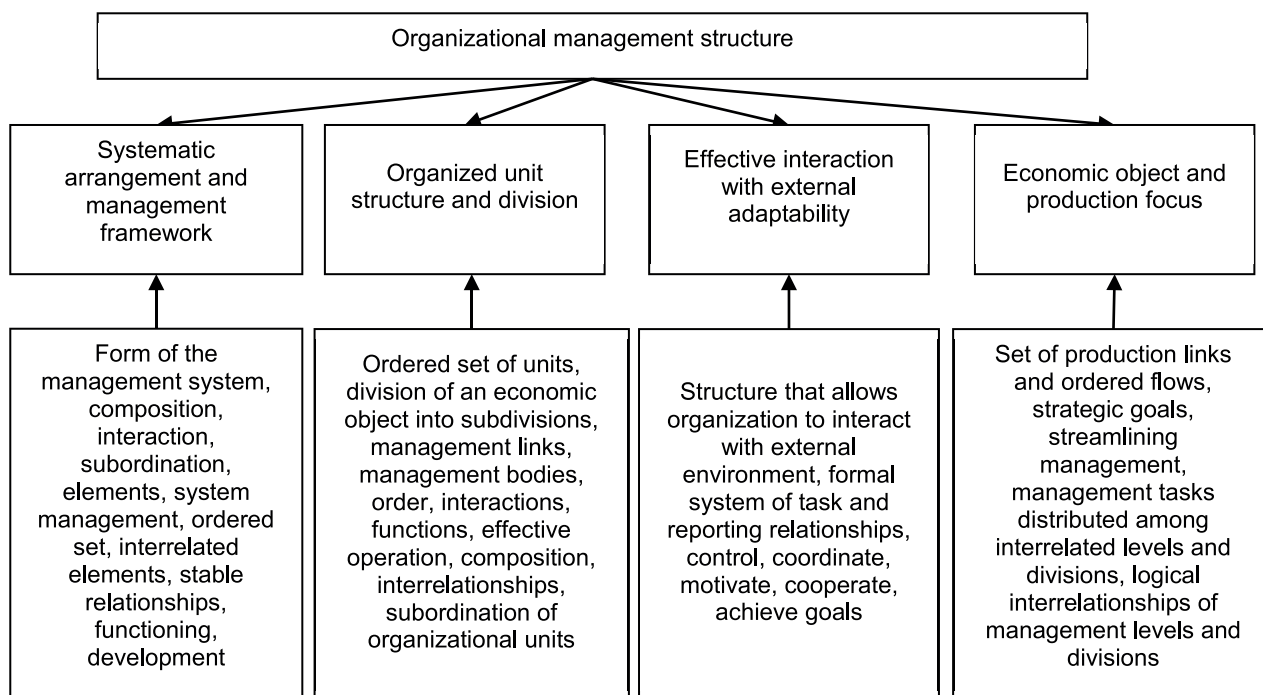 Organizational management structure
Systematic
arrangement and
management
framework
Organized unit
structure and division
Effective interaction
with external
adaptability
Economic object and
production focus
Form of the
management system,
composition,
interaction,
subordination,
elements, system
management, ordered
set, interrelated
elements, stable
relationships,
functioning,
development
Ordered set of units,
division of an economic
object into subdivisions,
management links,
management bodies,
order, interactions,
functions, effective
operation, composition,
interrelationships,
subordination of
organizational units
Structure that allows
organization to interact
with external
environment, formal
system of task and
reporting relationships,
control, coordinate,
motivate, cooperate,
achieve goals
Set of production links
and ordered flows,
strategic goals,
streamlining
management,
management tasks
distributed among
interrelated levels and
divisions, logical
interrelationships of
management levels and
divisions